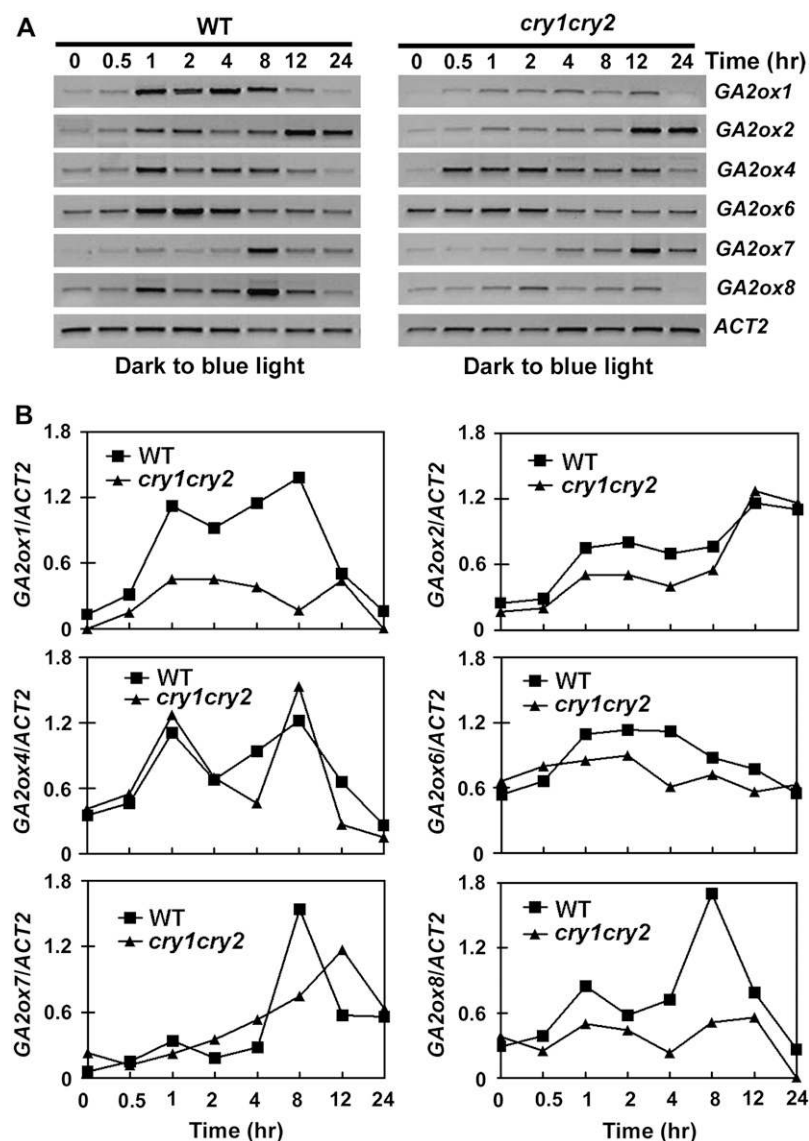 A
WT
cry1cry2
0 0.5 1 2 4 8 12 24
0 0.5 1 2 4 8 12 24
Time (hr)
GA2ox1
GA2ox2
GA2ox4
GA2ox6
GA2ox7
GA2ox8
ACT2
Dark to blue light
Dark to blue light
B
GA2ox1/ACT2
1.8
1.2
0.6
0
WT
cry1cry2
GA2ox2/ACT2
1.8
1.2
0.6
0
WT
cry1cry2
GA2ox4/ACT2
1.8
1.2
0.6
0
WT
cry1cry2
GA2ox6/ACT2
1.8
1.2
0.6
0
WT
cry1cry2
GA2ox7/ACT2
1.8
1.2
0.6
0
WT
cry1cry2
0 0.5 1 2 4 8 12 24
Time (hr)
GA2ox8/ACT2
1.8
1.2
0.6
0
WT
cry1cry2
0 0.5 1 2 4 8 12 24
Time (hr)